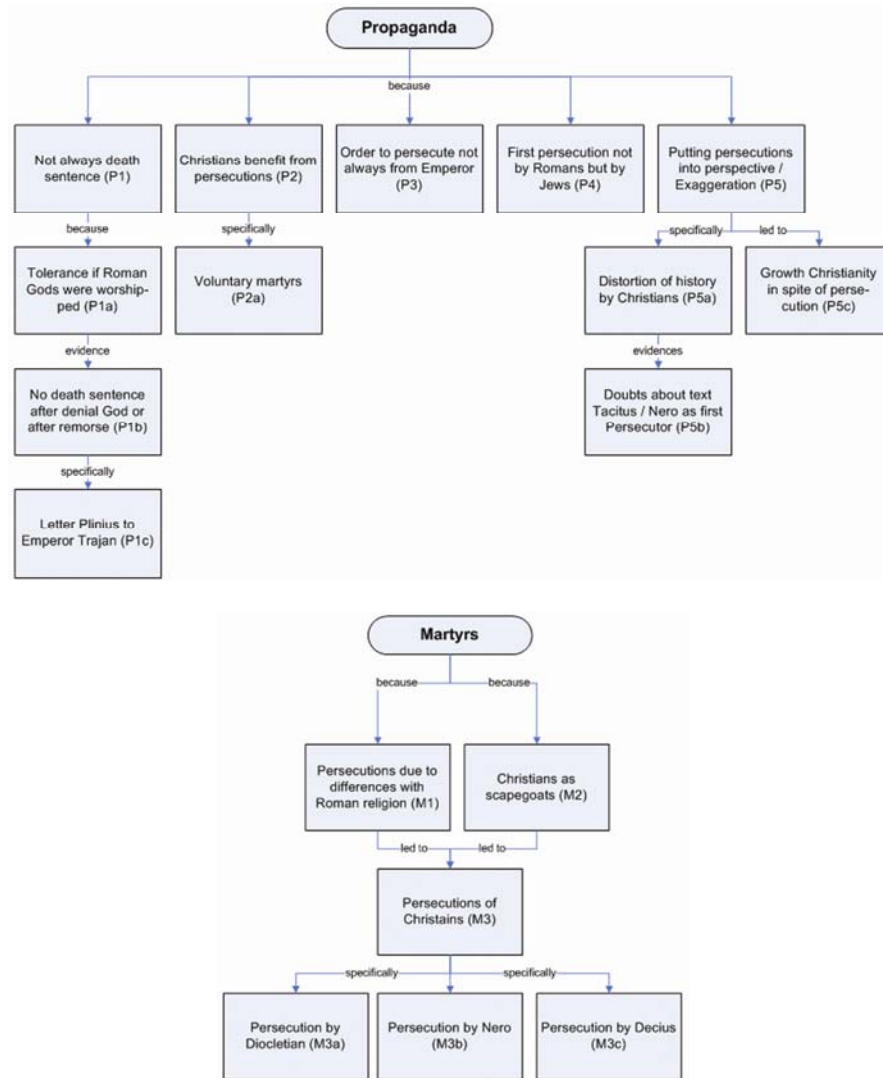 Propaganda
because
Not always death
sentence (P1)
Christians benefit from
persecutions (P2)
Order to persecute not
always from Emperor
(P3)
First persecution not
by Romans but by
Jews (P4)
Putting persecutions
into perspective /
Exaggeration (P5)
because
specifically
specifically
led to
Tolerance if Roman
Gods were worship-
ped (P1a)
Voluntary martyrs
(P2a)
Distortion of history
by Christians (P5a)
Growth Christianity
in spite of perse-
cution (P5c)
evidence
evidences
No death sentence
after denial God or
after remorse (P1b)
Doubts about text
Tacitus / Nero as first
Persecutor (P5b)
specifically
Letter Plinius to
Emperor Trajan (P1c)
Martyrs
because
because
Persecutions due to
differences with
Roman religion (M1)
Christians as
scapegoats (M2)
led to
led to
Persecutions of
Christains (M3)
specifically
specifically
Persecution by
Diocletian (M3a)
Persecution by Nero
(M3b)
Persecution by Decius
(M3c)